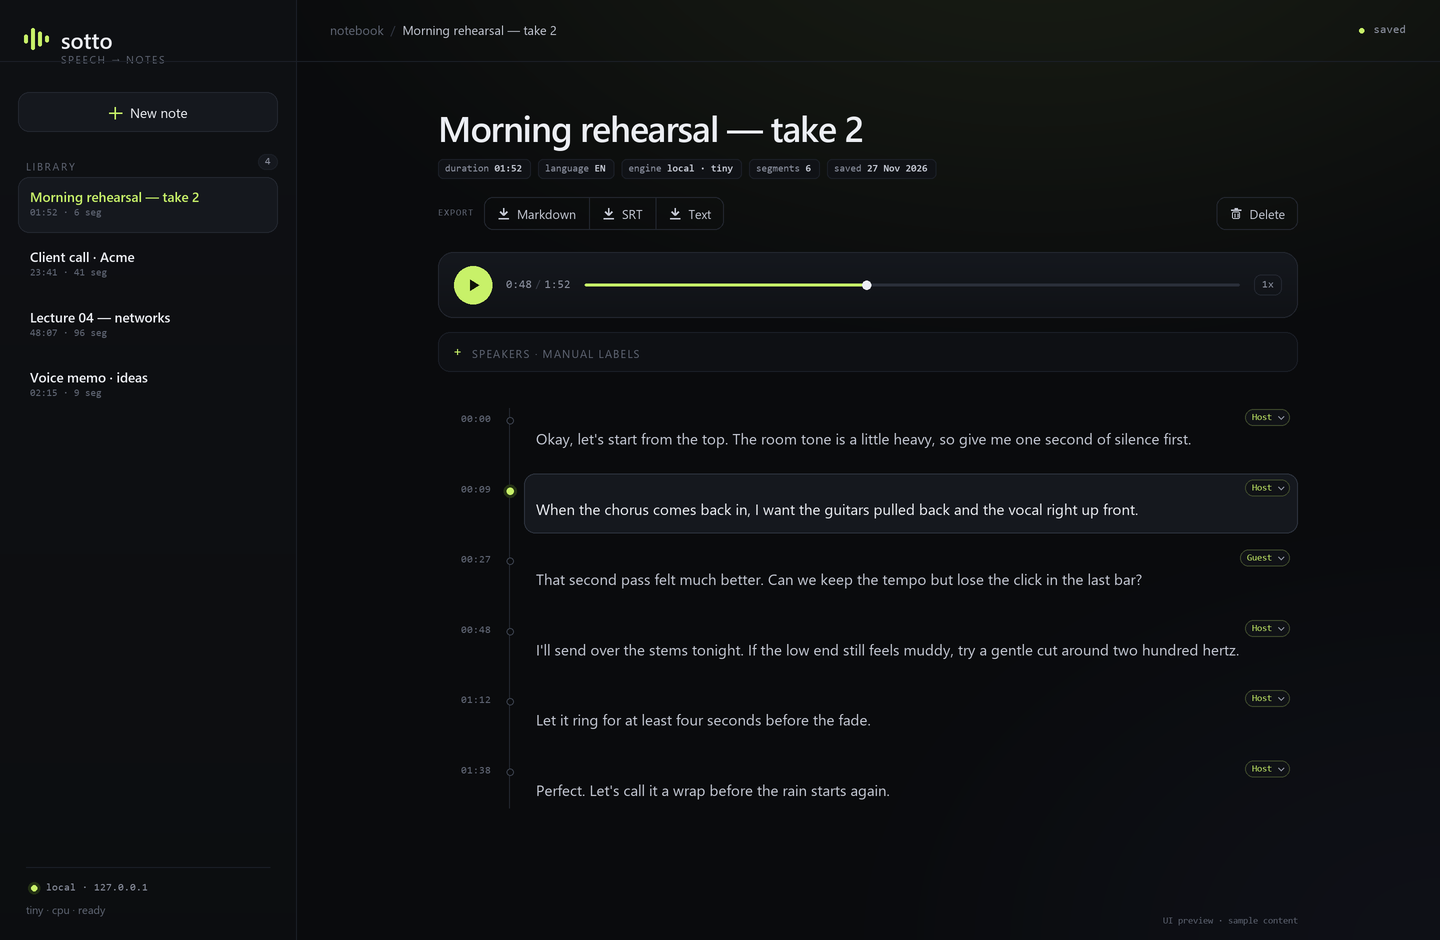 sotto
SPEECH → NOTES
New note
LIBRARY
4
Morning rehearsal — take 2
01:52 · 6 seg
Client call · Acme
23:41 · 41 seg
Lecture 04 — networks
48:07 · 96 seg
Voice memo · ideas
02:15 · 9 seg
local · 127.0.0.1
tiny · cpu · ready
notebook / Morning rehearsal — take 2
saved
Morning rehearsal — take 2
duration 01:52 language EN engine local · tiny segments 6 saved 27 Nov 2026
EXPORT Markdown SRT Text Delete
0:48 / 1:52 1x
+ SPEAKERS · MANUAL LABELS
00:00 Host
Okay, let's start from the top. The room tone is a little heavy, so give me one second of silence first.
00:09 Host
When the chorus comes back in, I want the guitars pulled back and the vocal right up front.
00:27 Guest
That second pass felt much better. Can we keep the tempo but lose the click in the last bar?
00:48 Host
I'll send over the stems tonight. If the low end still feels muddy, try a gentle cut around two hundred hertz.
01:12 Host
Let it ring for at least four seconds before the fade.
01:38 Host
Perfect. Let's call it a wrap before the rain starts again.
UI preview · sample content